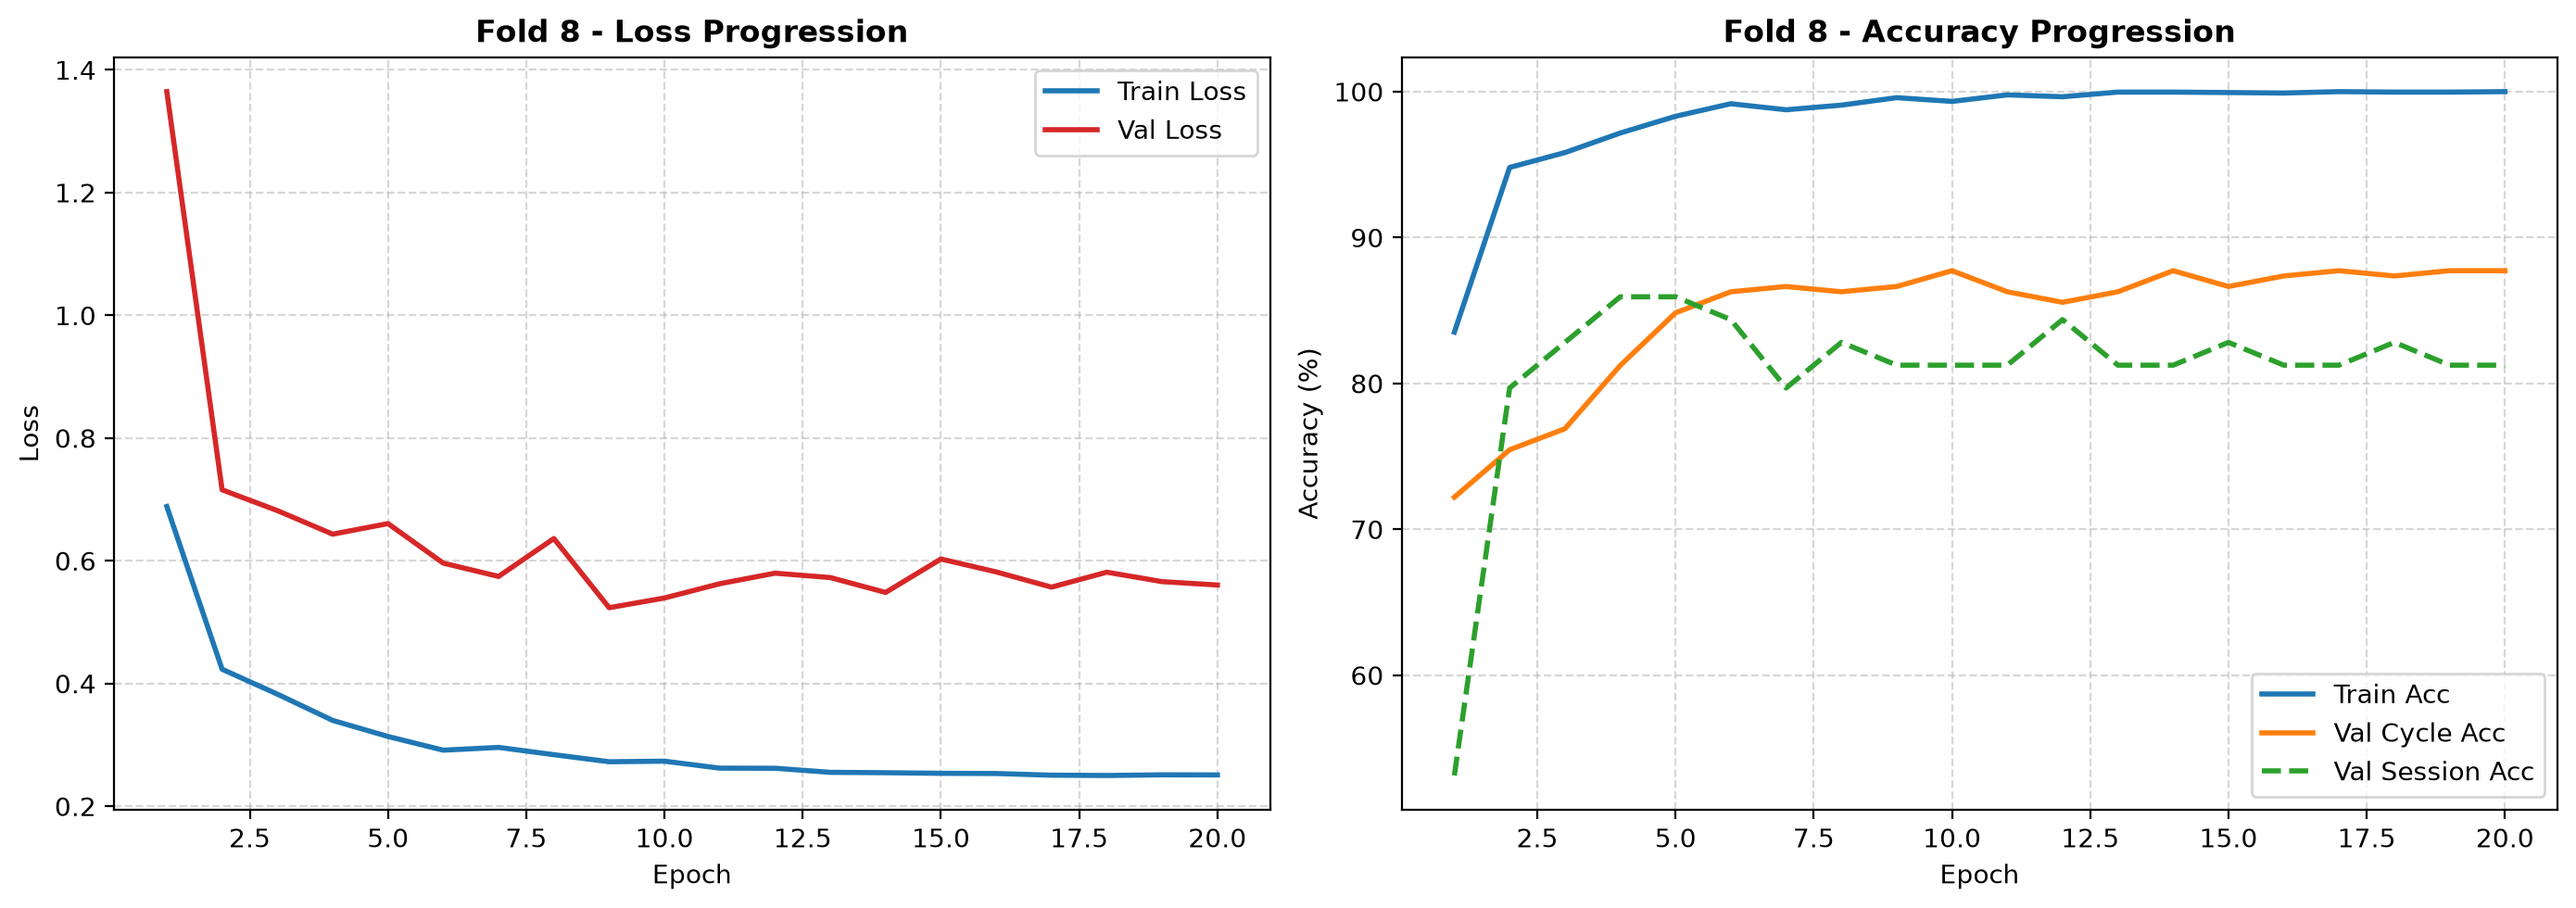 Fold 8 - Loss Progression
1.4
1.2
1.0
0.8
0.6
0.4
0.2
Loss
2.5 5.0 7.5 10.0 12.5 15.0 17.5 20.0
Epoch
Train Loss
Val Loss
Fold 8 - Accuracy Progression
100
90
80
70
60
Accuracy (%)
2.5 5.0 7.5 10.0 12.5 15.0 17.5 20.0
Epoch
Train Acc
Val Cycle Acc
Val Session Acc